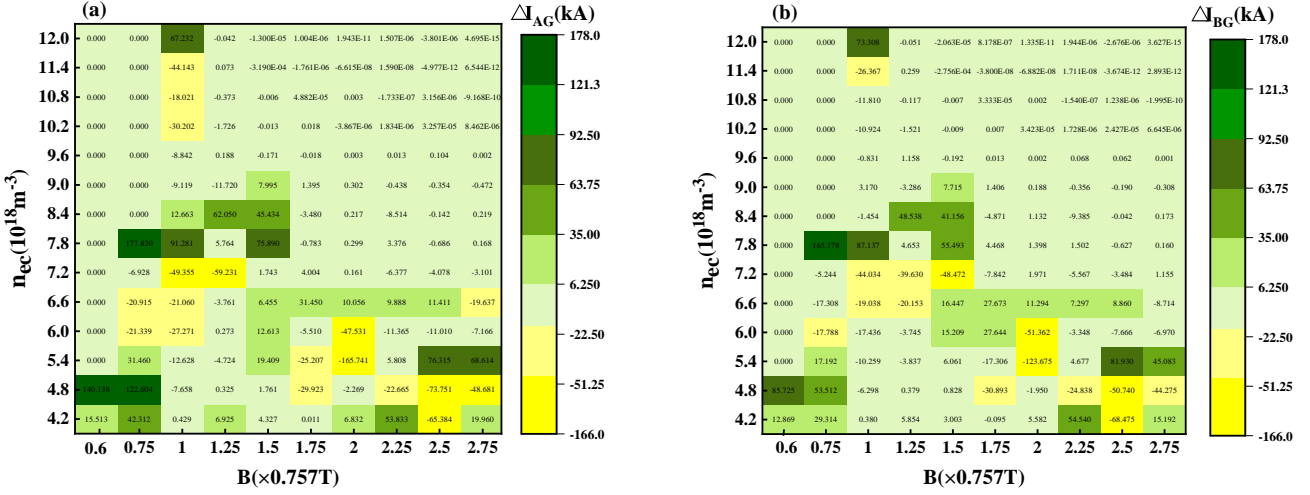 (a)
ΔI_AG(kA)
12.0 0.000 0.000 67.232 -0.042 -1.300E-05 1.004E-06 1.943E-11 1.507E-06 -3.801E-06 4.695E-15
11.4 0.000 0.000 -44.143 0.073 -3.190E-04 -1.761E-06 -6.615E-08 1.590E-08 -4.977E-12 6.544E-12
10.8 0.000 0.000 -18.021 -0.373 -0.006 4.882E-05 0.003 -1.733E-07 3.156E-06 -9.168E-10
10.2 0.000 0.000 -30.202 -1.726 -0.013 0.018 -3.867E-06 1.834E-06 3.257E-05 8.462E-06
9.6 0.000 0.000 -8.842 0.188 -0.171 -0.018 0.003 0.013 0.104 0.002
9.0 0.000 0.000 -9.119 -11.720 7.995 1.395 0.302 -0.438 -0.354 -0.472
8.4 0.000 0.000 12.663 62.050 45.434 -3.480 0.217 -8.514 -0.142 0.219
7.8 0.000 177.820 91.281 5.764 75.890 -0.783 0.299 3.376 -0.686 0.168
7.2 0.000 -6.928 -49.355 -59.231 1.743 4.004 0.161 -6.377 -4.078 -3.101
6.6 0.000 -20.915 -21.060 -3.761 6.455 31.450 10.056 9.888 11.411 -19.637
6.0 0.000 -21.339 -27.271 0.273 12.613 -5.510 -47.531 -11.365 -11.010 -7.166
5.4 0.000 31.460 -12.628 -4.724 19.409 -25.207 -165.741 5.808 76.315 68.614
4.8 140.138 122.604 -7.658 0.325 1.761 -29.923 -2.269 -22.665 -73.751 -48.681
4.2 15.513 42.312 0.429 6.925 4.327 0.011 6.832 53.833 -65.384 19.960
0.6 0.75 1 1.25 1.5 1.75 2 2.25 2.5 2.75
B(×0.757T)
n_ec(10^18m^-3)
178.0
121.3
92.50
63.75
35.00
6.250
-22.50
-51.25
-166.0
(b)
ΔI_BG(kA)
12.0 0.000 0.000 73.308 -0.051 -2.063E-05 8.178E-07 1.335E-11 1.944E-06 -2.676E-06 3.627E-15
11.4 0.000 0.000 -26.367 0.259 -2.756E-04 -3.800E-08 -6.882E-08 1.711E-08 -3.674E-12 2.893E-12
10.8 0.000 0.000 -11.810 -0.117 -0.007 3.333E-05 0.002 -1.540E-07 1.238E-06 -1.995E-10
10.2 0.000 0.000 -10.924 -1.521 -0.009 0.007 3.423E-05 1.728E-06 2.427E-05 6.645E-06
9.6 0.000 0.000 -0.831 1.158 -0.192 0.013 0.002 0.068 0.062 0.001
9.0 0.000 0.000 3.170 -3.286 7.715 1.406 0.188 -0.356 -0.190 -0.308
8.4 0.000 0.000 -1.454 48.538 41.156 -4.871 1.132 -9.385 -0.042 0.173
7.8 0.000 165.178 87.137 4.653 55.493 4.468 1.398 1.502 -0.627 0.160
7.2 0.000 -5.244 -44.034 -39.630 -48.472 -7.842 1.971 -5.567 -3.484 1.155
6.6 0.000 -17.308 -19.038 -20.153 16.447 27.673 11.294 7.297 8.860 -8.714
6.0 0.000 -17.788 -17.436 -3.745 15.209 27.644 -51.362 -3.348 -7.666 -6.970
5.4 0.000 17.192 -10.259 -3.837 6.061 -17.306 -123.675 4.677 81.930 45.083
4.8 85.725 53.512 -6.298 0.379 0.828 -30.893 -1.950 -24.838 -50.740 -44.275
4.2 12.869 29.314 0.380 5.854 3.003 -0.095 5.582 54.540 -68.475 15.192
0.6 0.75 1 1.25 1.5 1.75 2 2.25 2.5 2.75
B(×0.757T)
n_ec(10^18m^-3)
178.0
121.3
92.50
63.75
35.00
6.250
-22.50
-51.25
-166.0